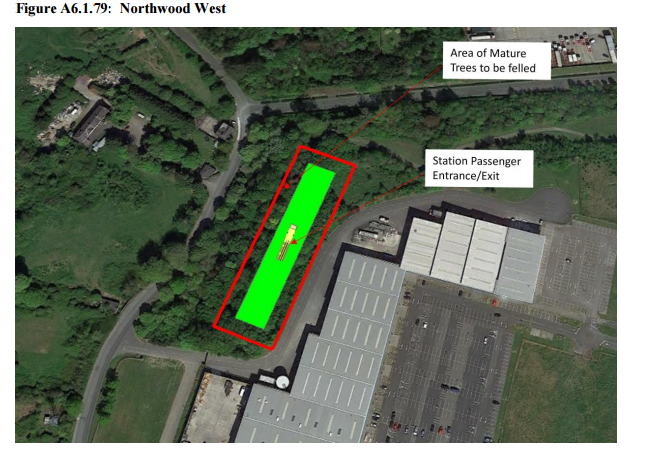 Figure A6.1.79: Northwood West
Area of Mature
Trees to be felled
Station Passenger
Entrance/Exit